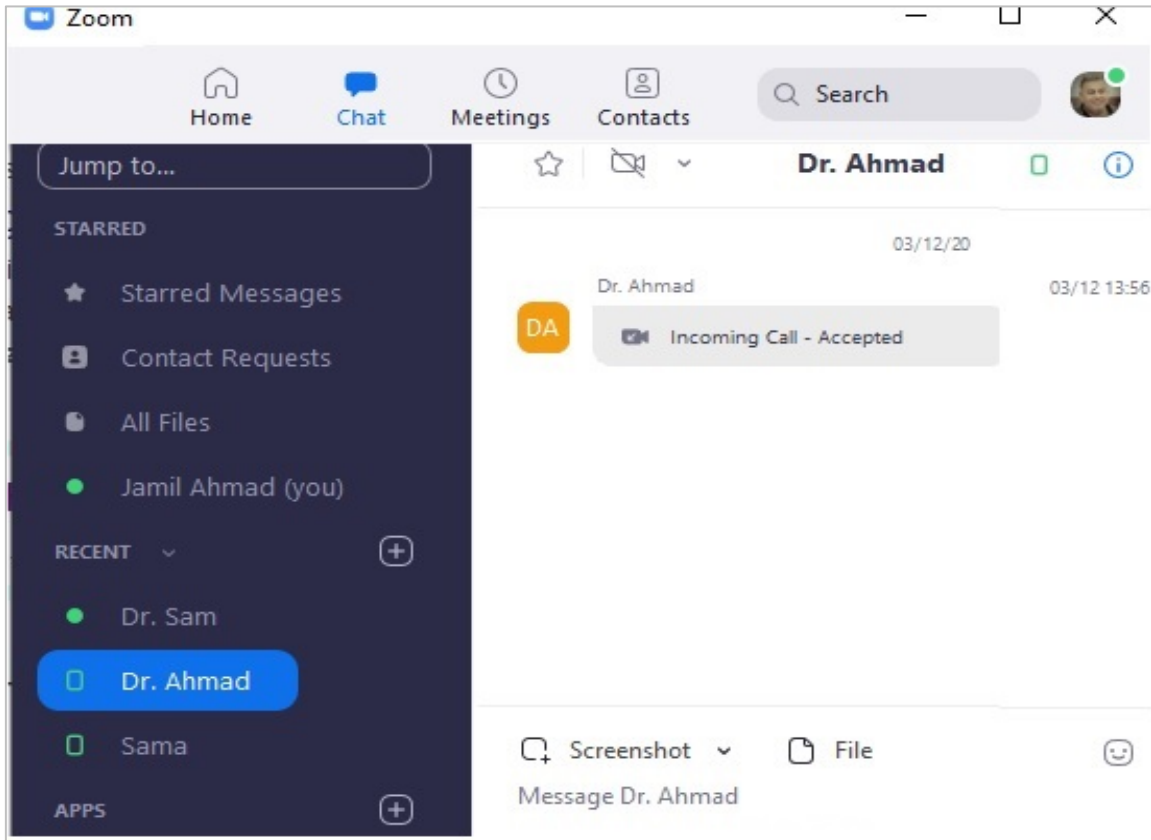 Zoom
Home Chat Meetings Contacts Search
Jump to...
STARRED
Starred Messages
Contact Requests
All Files
Jamil Ahmad (you)
RECENT
Dr. Sam
Dr. Ahmad
Sama
APPS
Dr. Ahmad
03/12/20
Dr. Ahmad 03/12 13:56
DA
Incoming Call - Accepted
Screenshot File
Message Dr. Ahmad